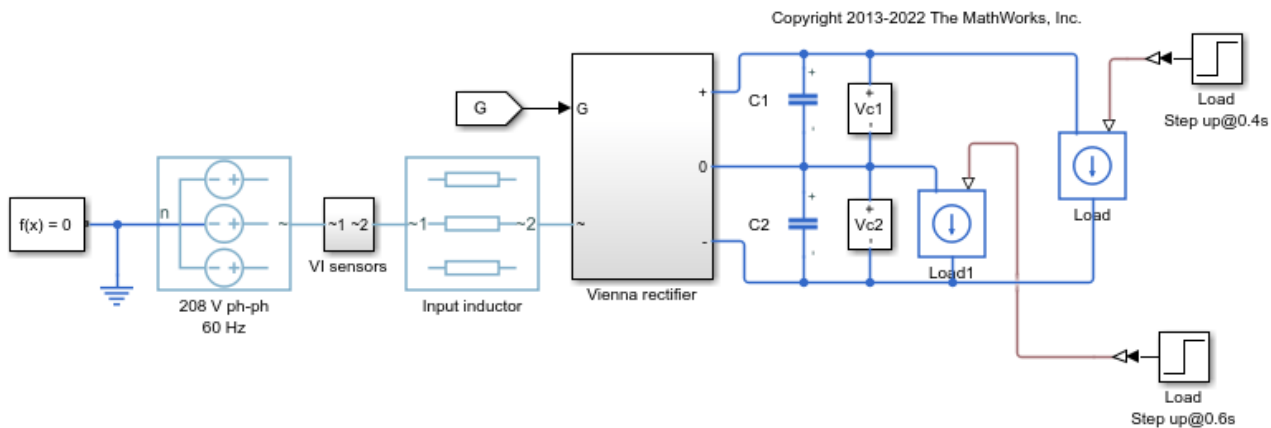 Copyright 2013-2022 The MathWorks, Inc.
Load
Step up@0.4s
G
G
+
C1
+
-
+
Vc1
-
0
C2
+
-
+
Vc2
-
-
Load
Load1
f(x) = 0
n
- +
- +
- +
~
~1 ~2
VI sensors
~1
~2
~
208 V ph-ph
60 Hz
Input inductor
Vienna rectifier
Load
Step up@0.6s